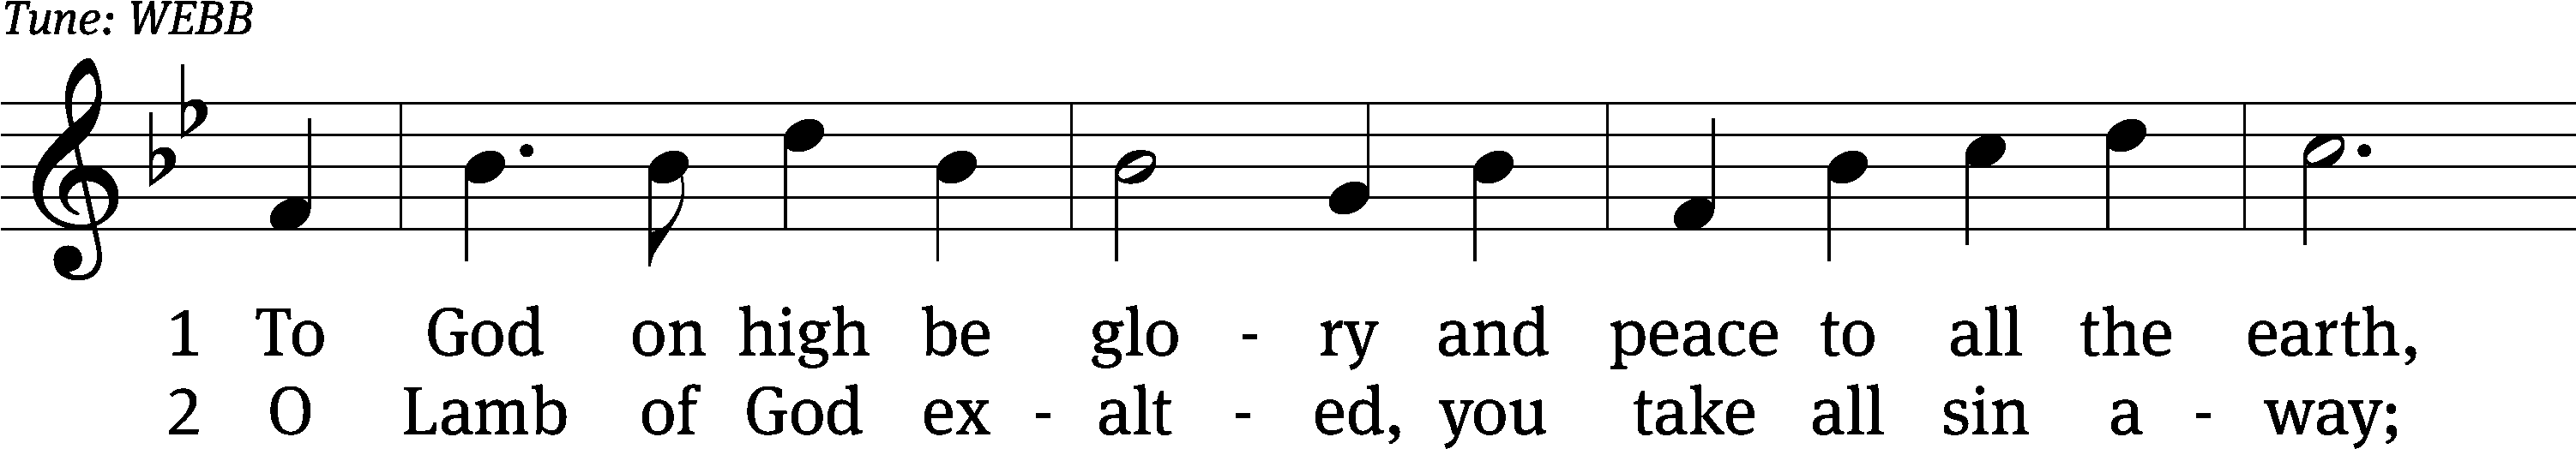 Tune: WEBB
1 To God on high be glo - ry and peace to all the earth,
2 O Lamb of God ex - alt - ed, you take all sin a - way;